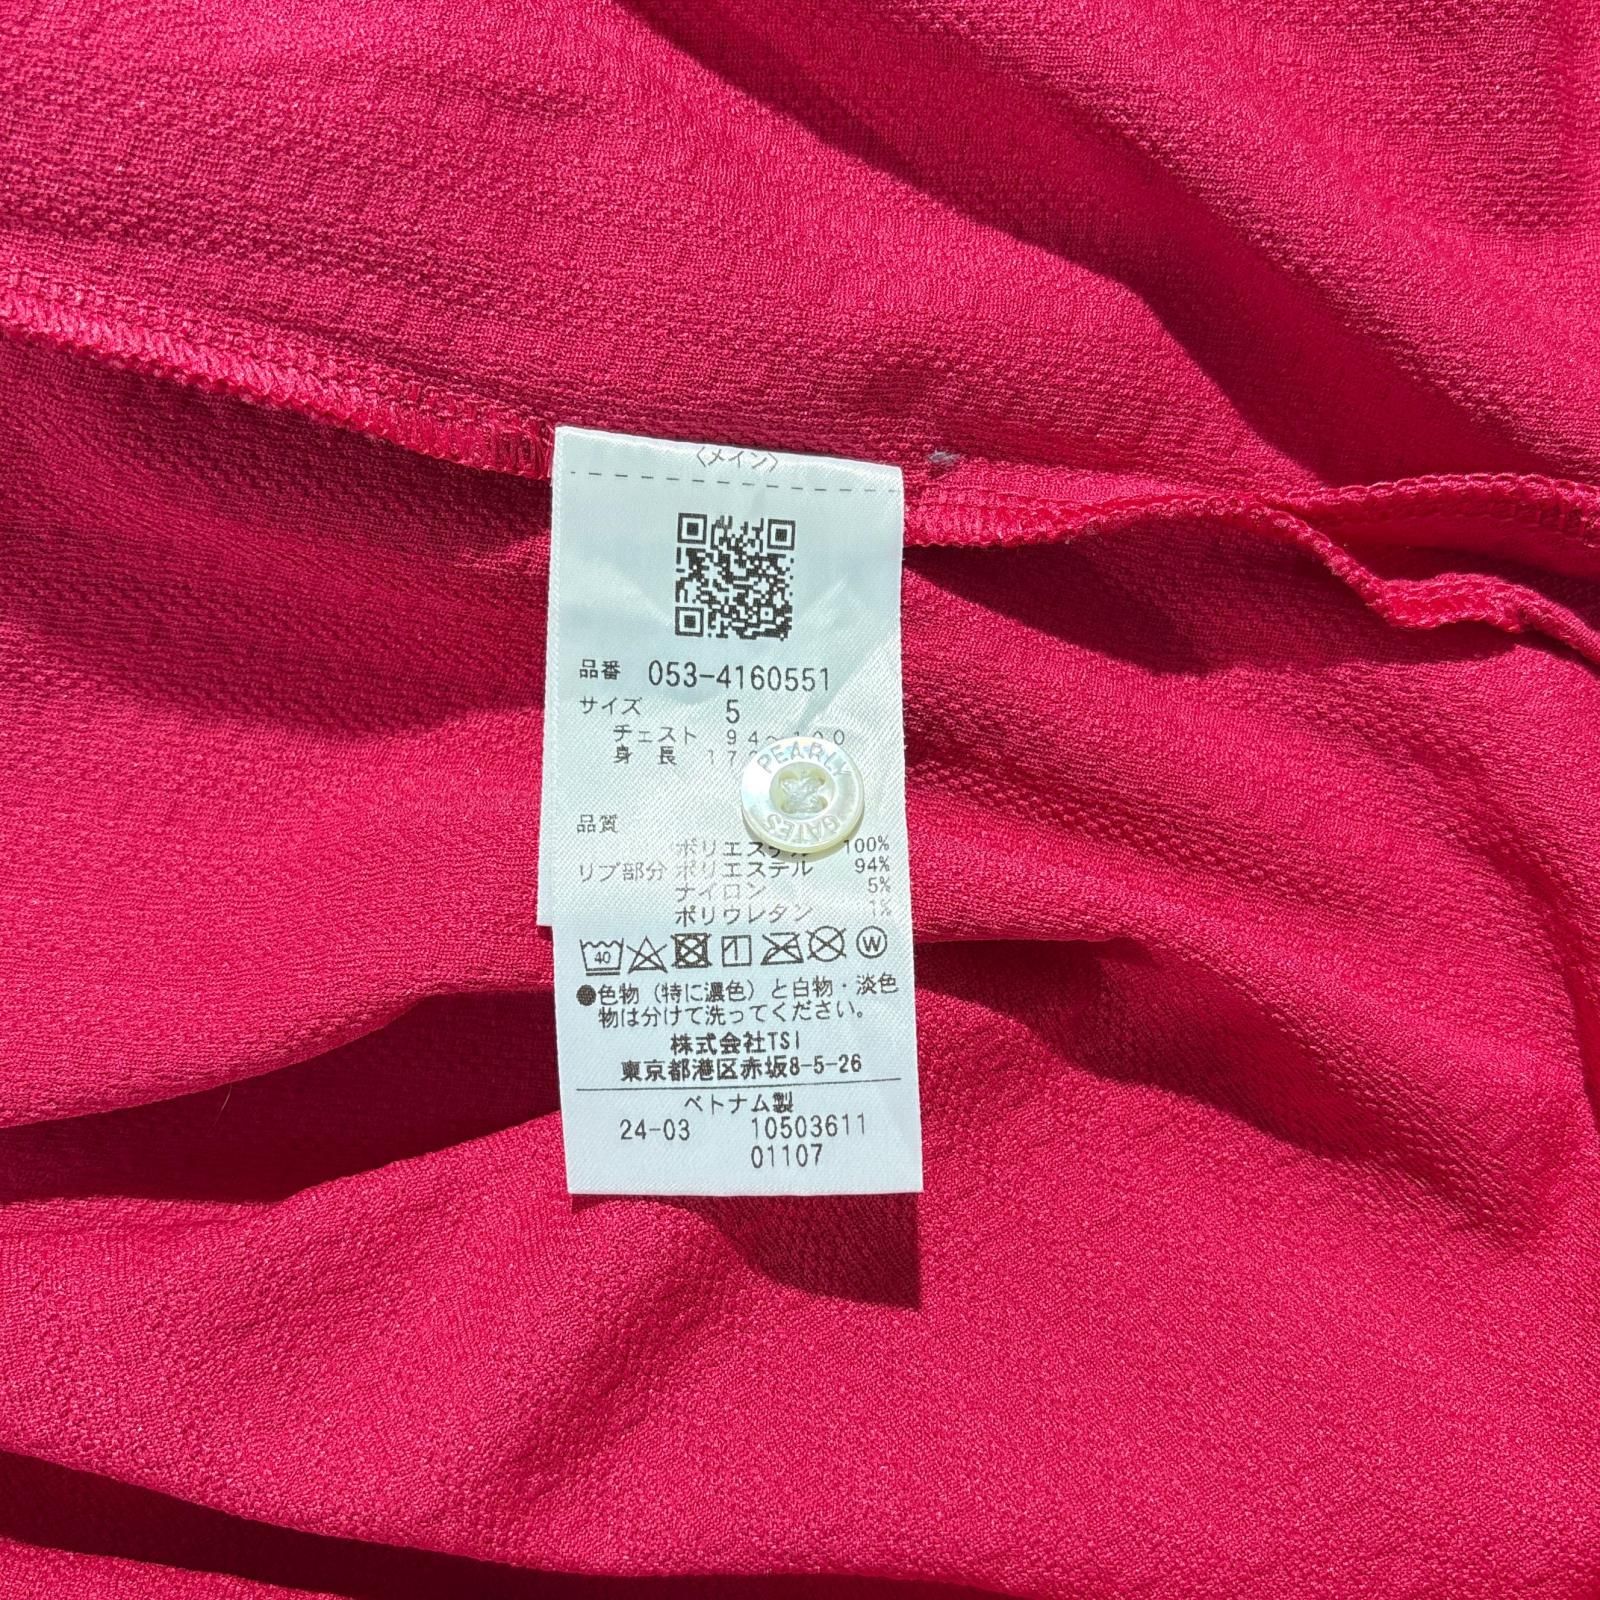 〈メイン〉
品番 053-4160551
サイズ 5
チェスト 94~100
身長 17
PEARLY GATES
品質
ポリエステル 100%
リブ部分 ポリエステル 94%
ナイロン 5%
ポリウレタン 1%
40
W
●色物（特に濃色）と白物・淡色
物は分けて洗ってください。
株式会社TSI
東京都港区赤坂8-5-26
ベトナム製
24-03 10503611
01107